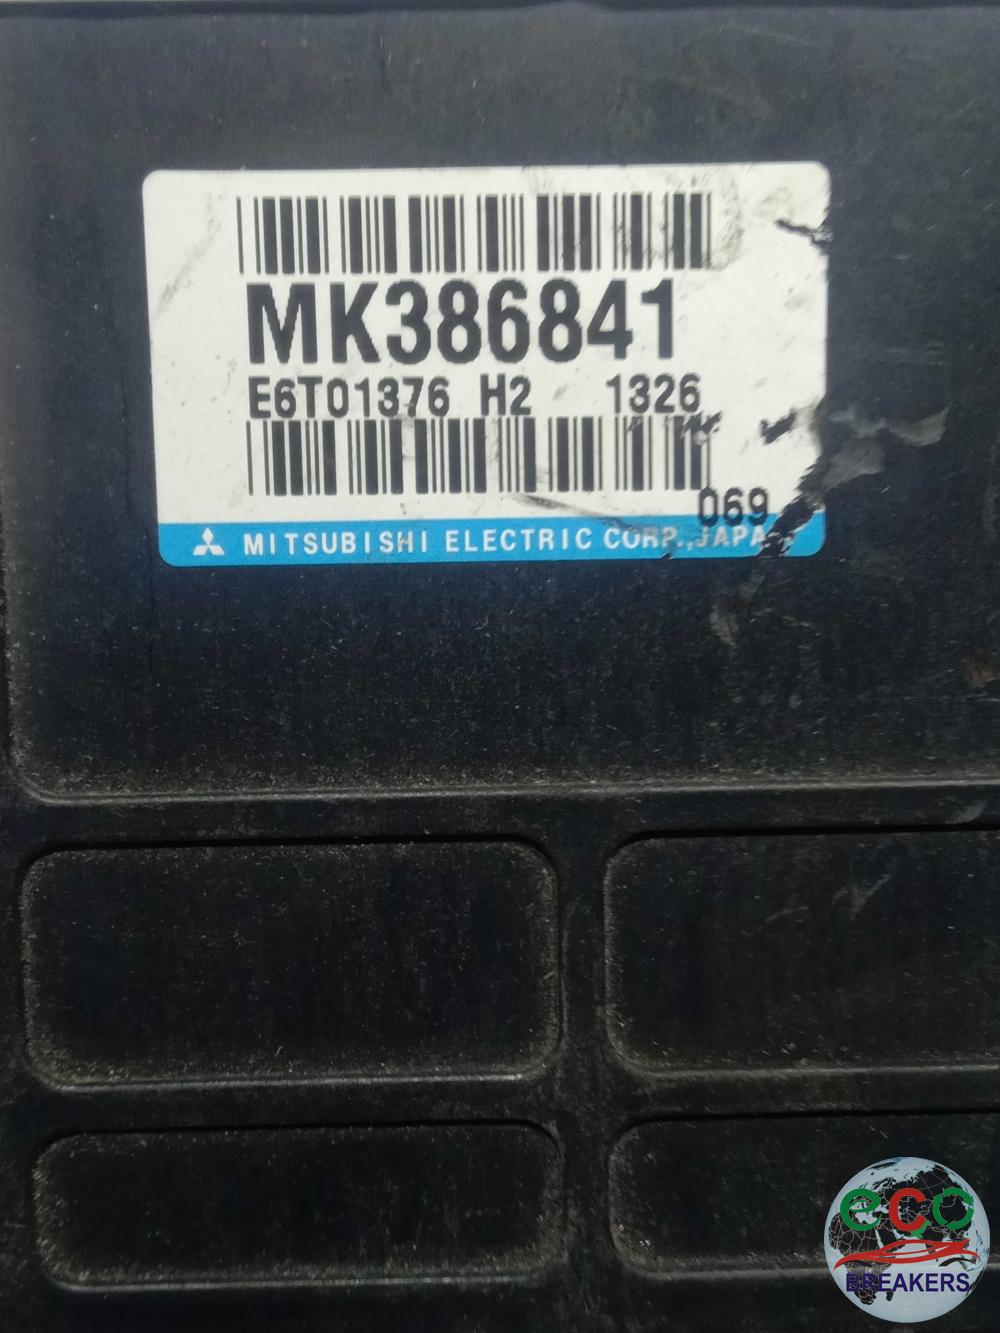 MK386841
E6T01376 H2 1326
069
MITSUBISHI ELECTRIC CORP.,JAPA
eco
BREAKERS